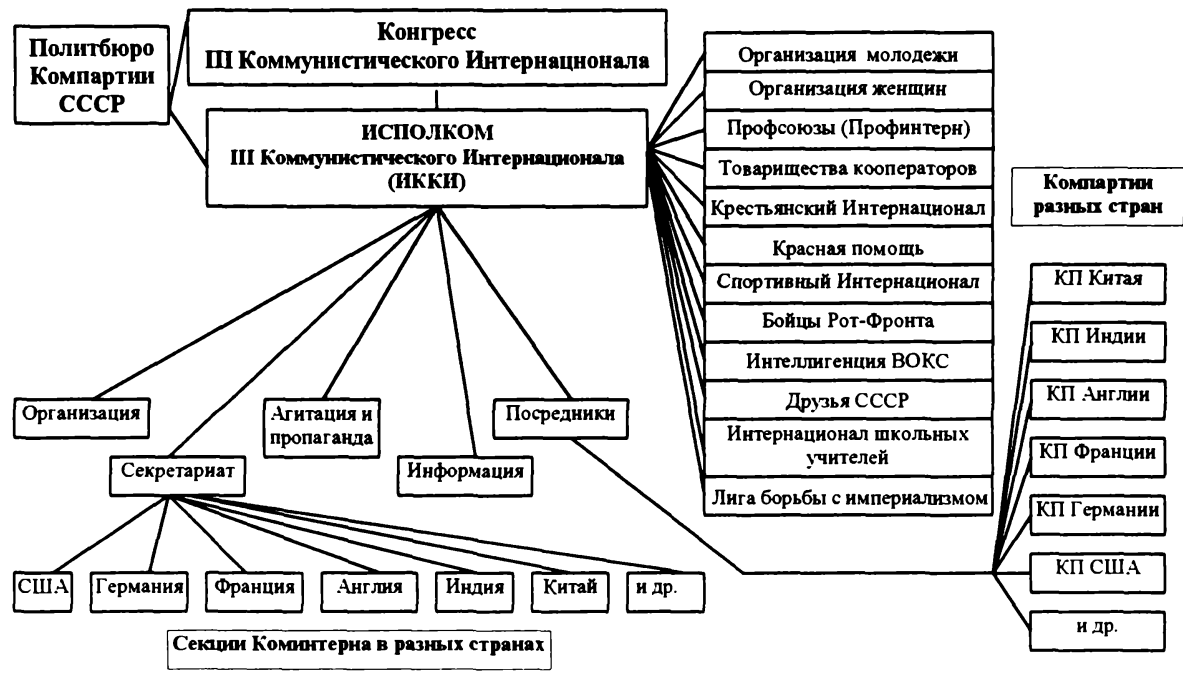 Политбюро
Компартии
СССР
Конгресс
III Коммунистического Интернационала
ИСПОЛКОМ
III Коммунистического Интернационала
(ИККИ)
Организация молодежи
Организация женщин
Профсоюзы (Профинтерн)
Товарищества кооператоров
Крестьянский Интернационал
Красная помощь
Спортивный Интернационал
Бойцы Рот-Фронта
Интеллигенция ВОКС
Друзья СССР
Интернационал школьных
учителей
Лига борьбы с империализмом
Компартии
разных стран
КП Китая
КП Индии
КП Англии
КП Франции
КП Германии
КП США
и др.
Организация
Агитация и
пропаганда
Посредники
Секретариат
Информация
США
Германия
Франция
Англия
Индия
Китай
и др.
Секции Коминтерна в разных странах